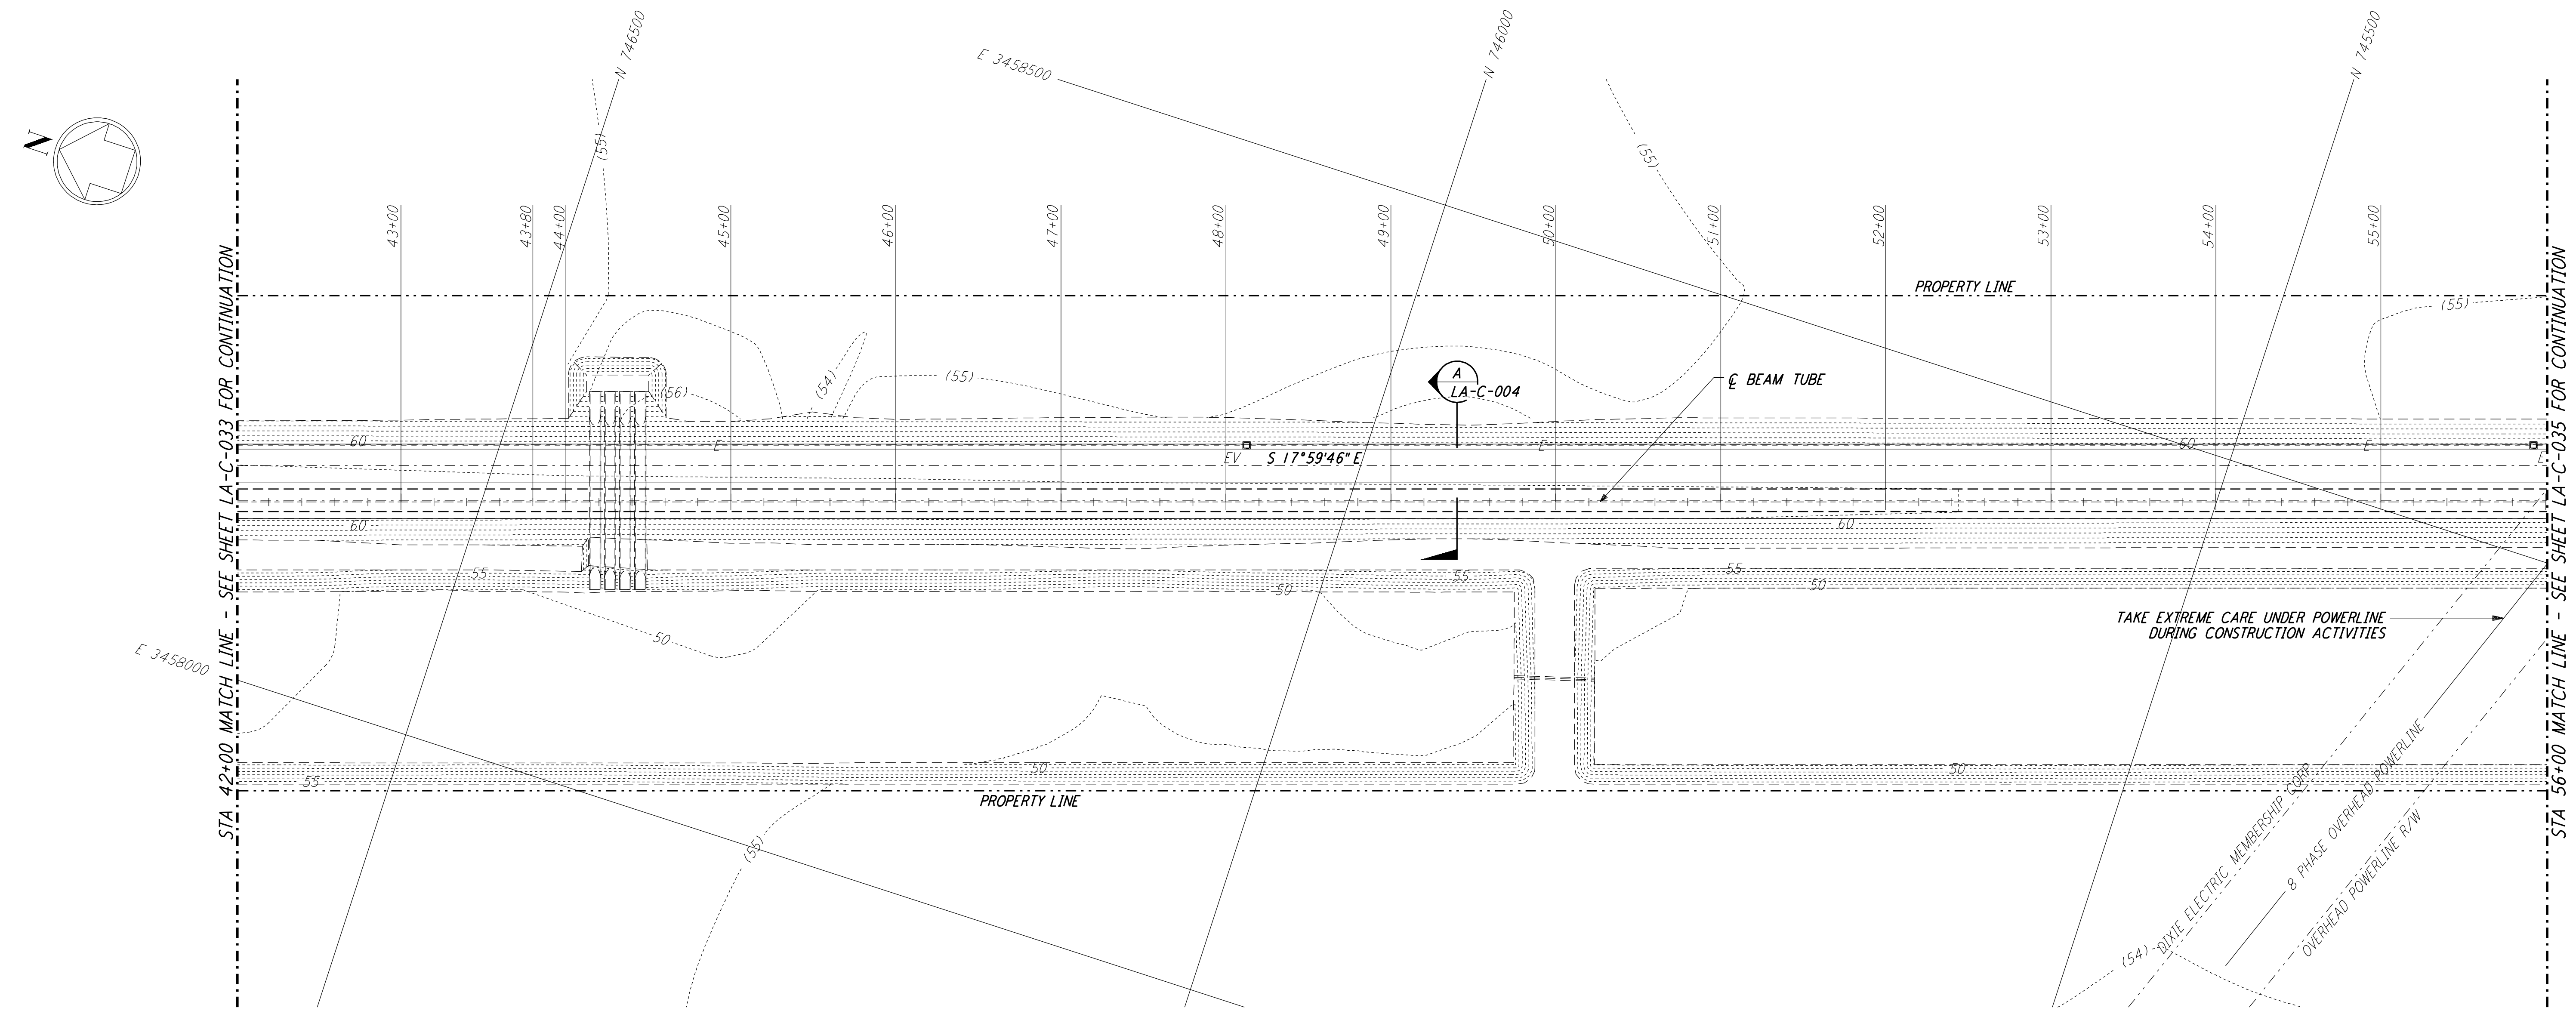 N 746500
N 746000
N 745500
E 3458500
N
(55)
(55)
43+00
43+80
44+00
45+00
46+00
47+00
48+00
49+00
50+00
51+00
52+00
53+00
54+00
55+00
PROPERTY LINE
(55)
STA 42+00 MATCH LINE - SEE SHEET LA-C-033 FOR CONTINUATION
STA 56+00 MATCH LINE - SEE SHEET LA-C-035 FOR CONTINUATION
(56)
(54)
(55)
A
LA-C-004
℄ BEAM TUBE
60
E
EV
S 17°59'46" E
E
60
E
E
60
60
55
55
50
55
50
50
TAKE EXTREME CARE UNDER POWERLINE
DURING CONSTRUCTION ACTIVITIES
E 3458000
55
50
50
PROPERTY LINE
(55)
DIXIE ELECTRIC MEMBERSHIP CORP
8 PHASE OVERHEAD POWERLINE
OVERHEAD POWERLINE R/W
(54)